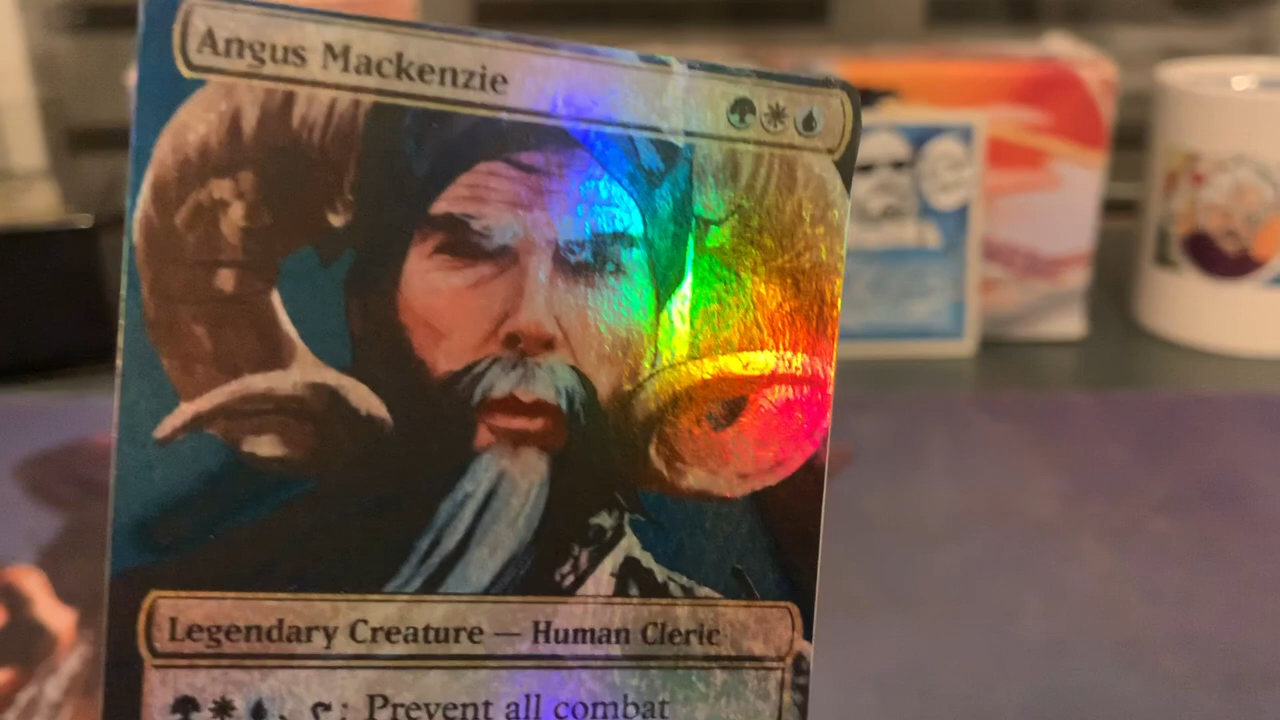 Angus Mackenzie
Legendary Creature — Human Cleric
, : Prevent all combat